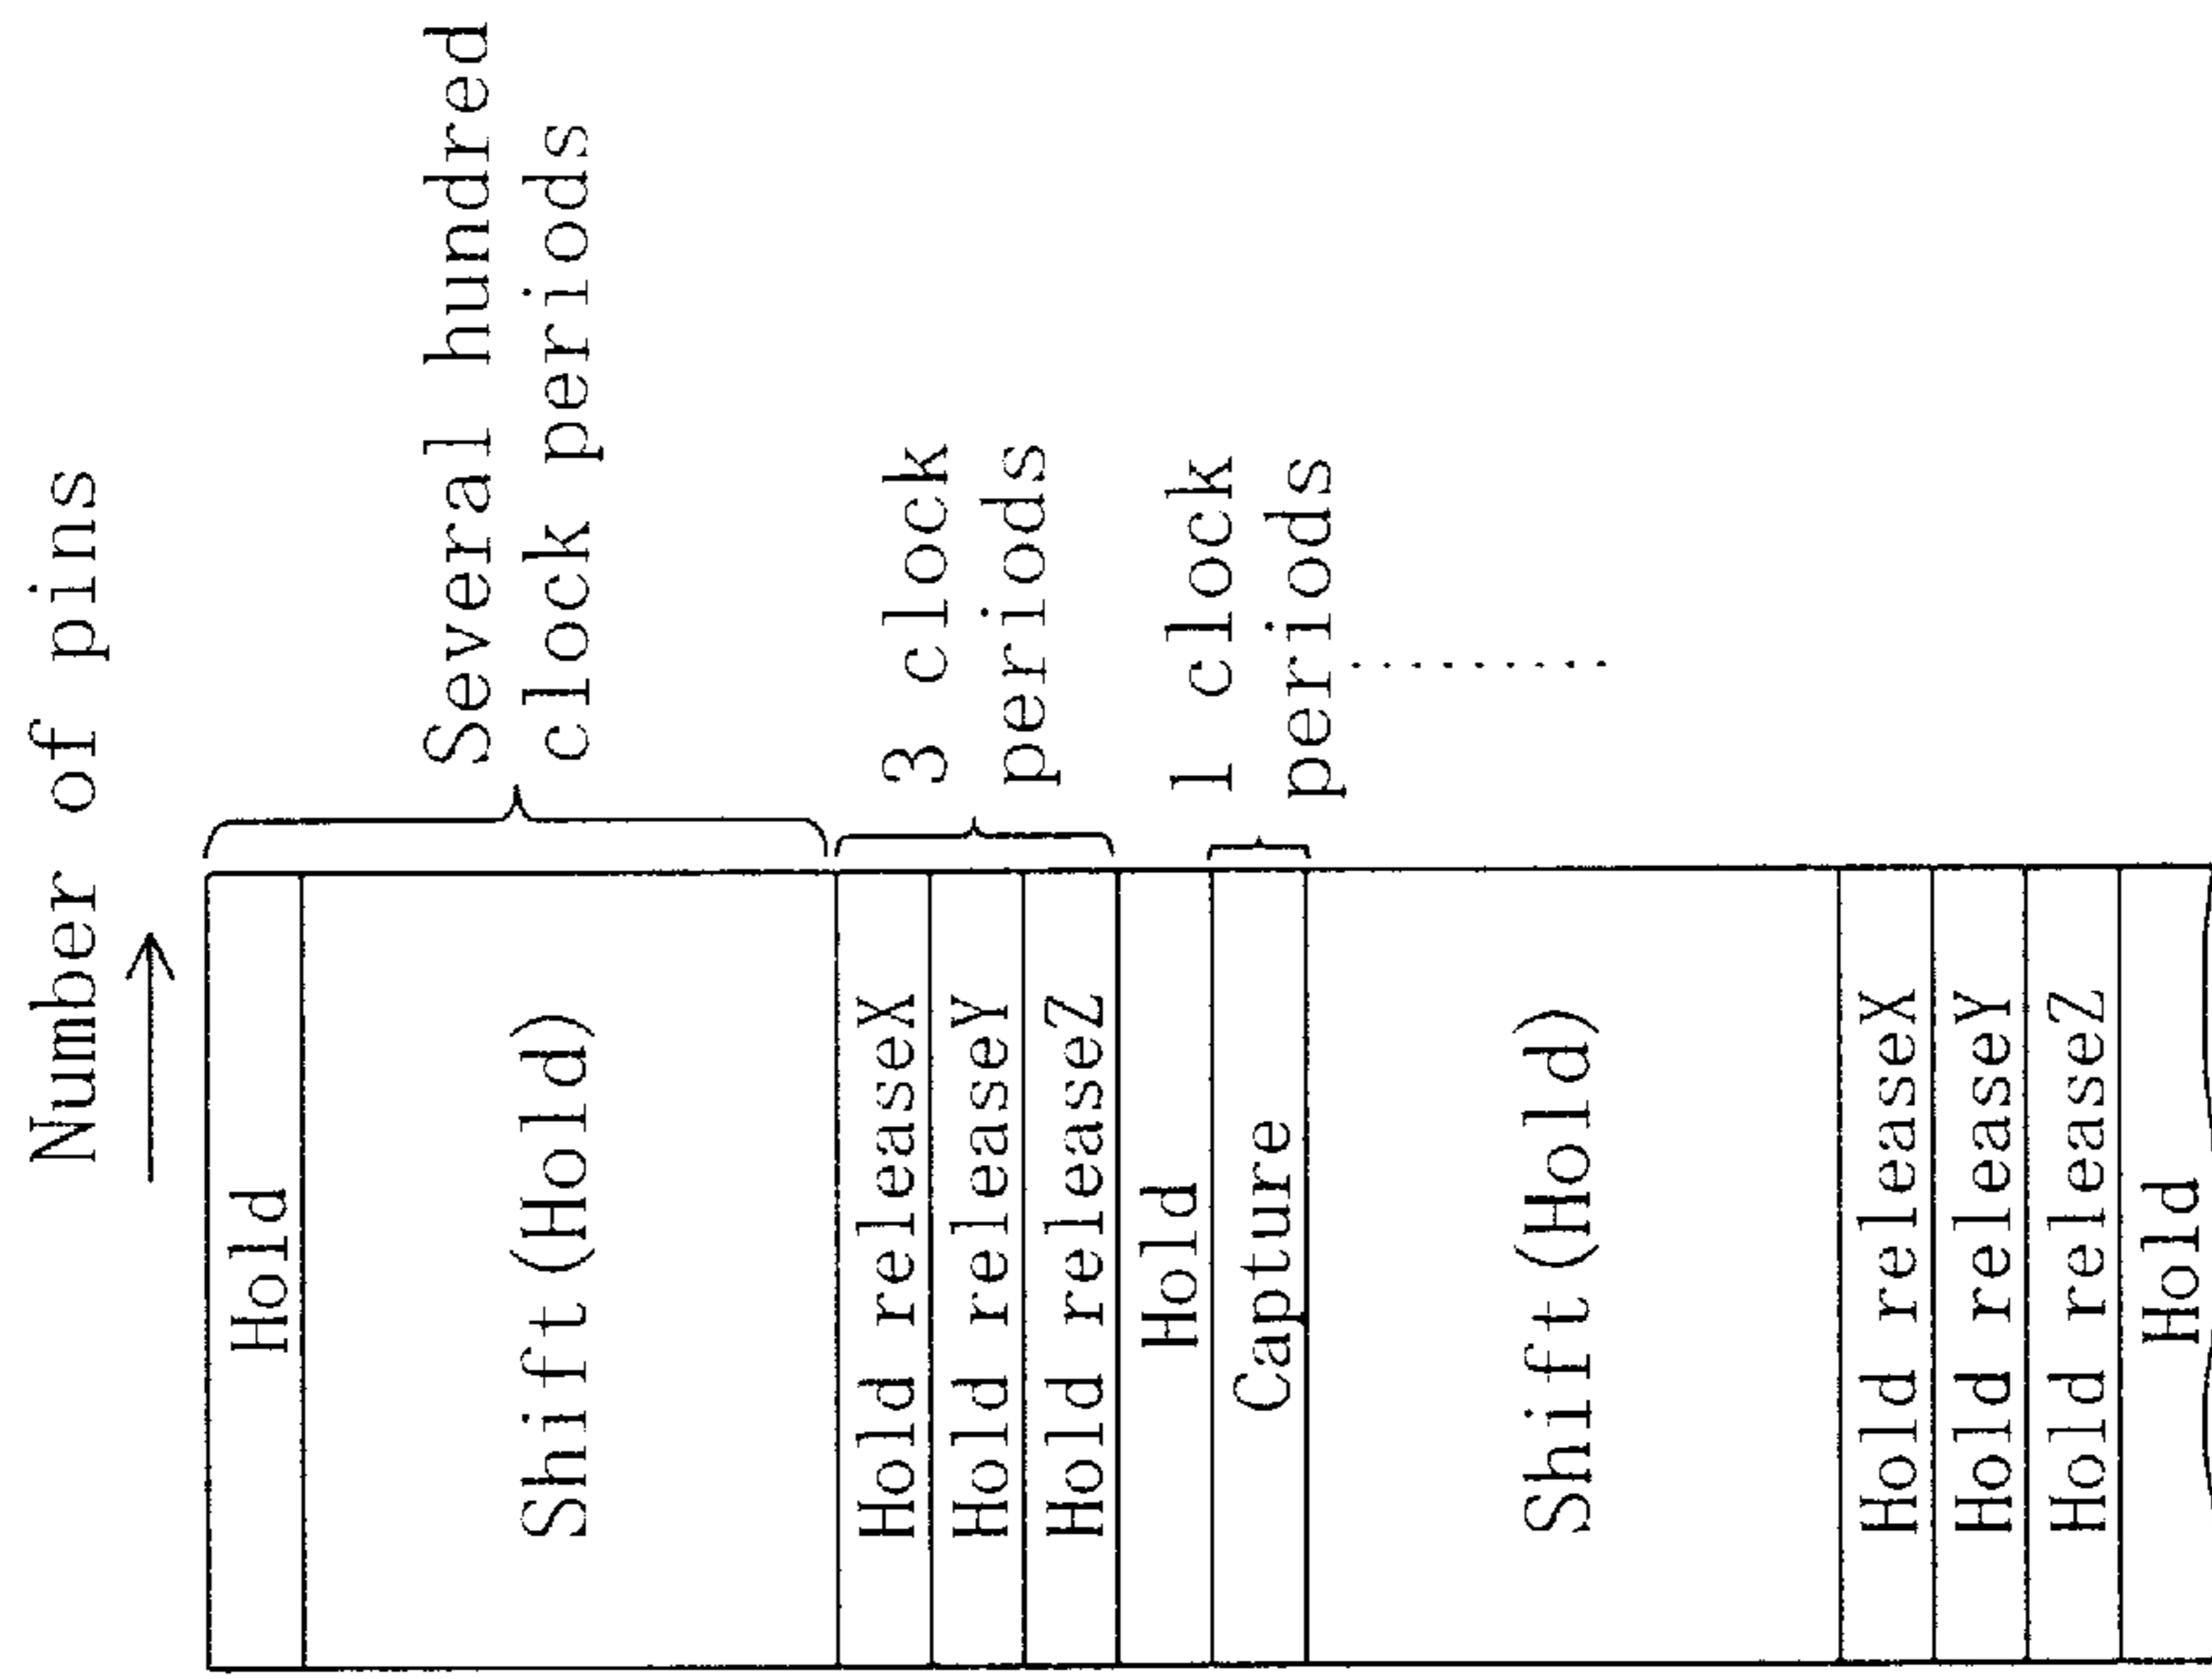 Number of pins
Hold
Shift(Hold)
Several hundred
clock periods
Hold releaseX
Hold releaseY
Hold releaseZ
3 clock
periods
Hold
Capture
1 clock
periods
Shift(Hold)
Hold releaseX
Hold releaseY
Hold releaseZ
Hold